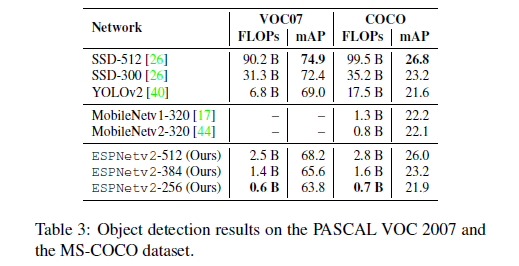 Network VOC07 COCO
FLOPs mAP FLOPs mAP
SSD-512 [26] 90.2 B 74.9 99.5 B 26.8
SSD-300 [26] 31.3 B 72.4 35.2 B 23.2
YOLOv2 [40] 6.8 B 69.0 17.5 B 21.6
MobileNetv1-320 [17] – – 1.3 B 22.2
MobileNetv2-320 [44] – – 0.8 B 22.1
ESPNetv2-512 (Ours) 2.5 B 68.2 2.8 B 26.0
ESPNetv2-384 (Ours) 1.4 B 65.6 1.6 B 23.2
ESPNetv2-256 (Ours) 0.6 B 63.8 0.7 B 21.9
Table 3: Object detection results on the PASCAL VOC 2007 and
the MS-COCO dataset.